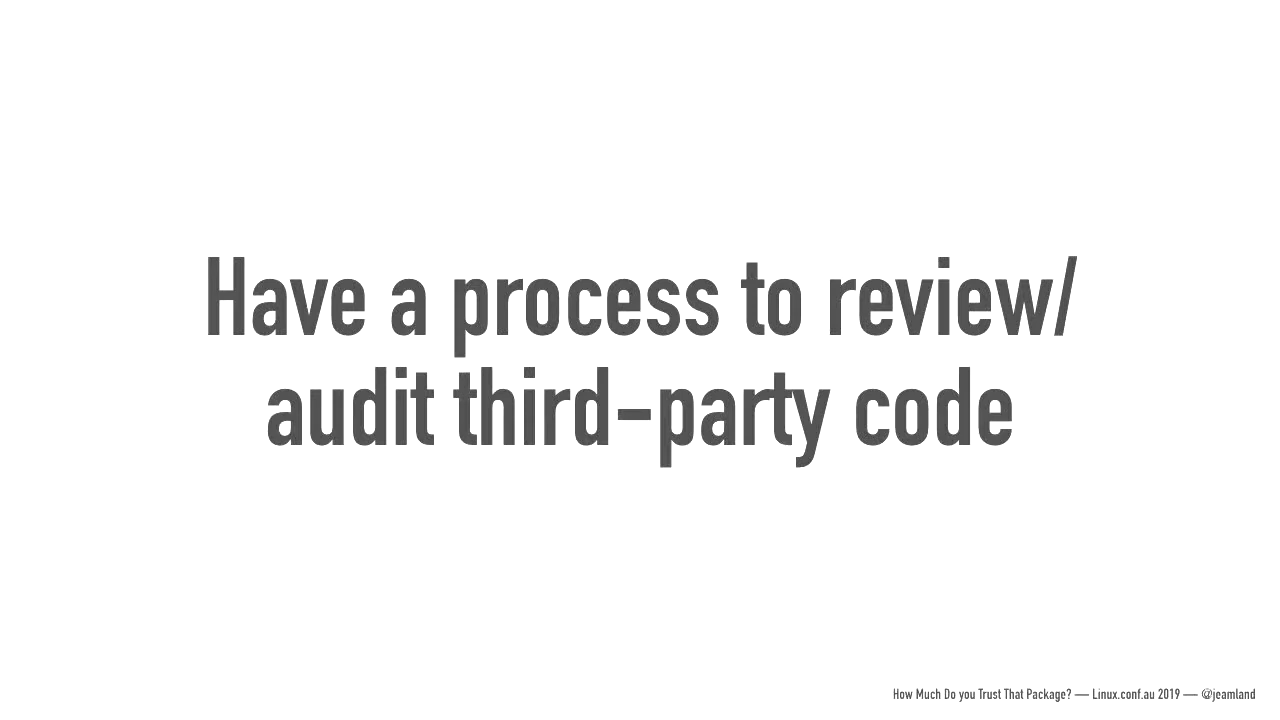 Have a process to review/
audit third-party code
How Much Do you Trust That Package? — Linux.conf.au 2019 — @jeamland